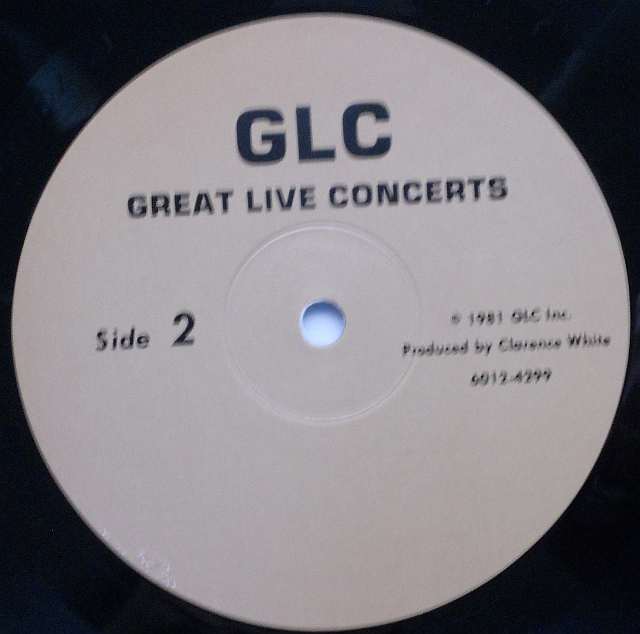 GLC
GREAT LIVE CONCERTS
Side 2
© 1981 GLC Inc.
Produced by Clarence White
6012-4299